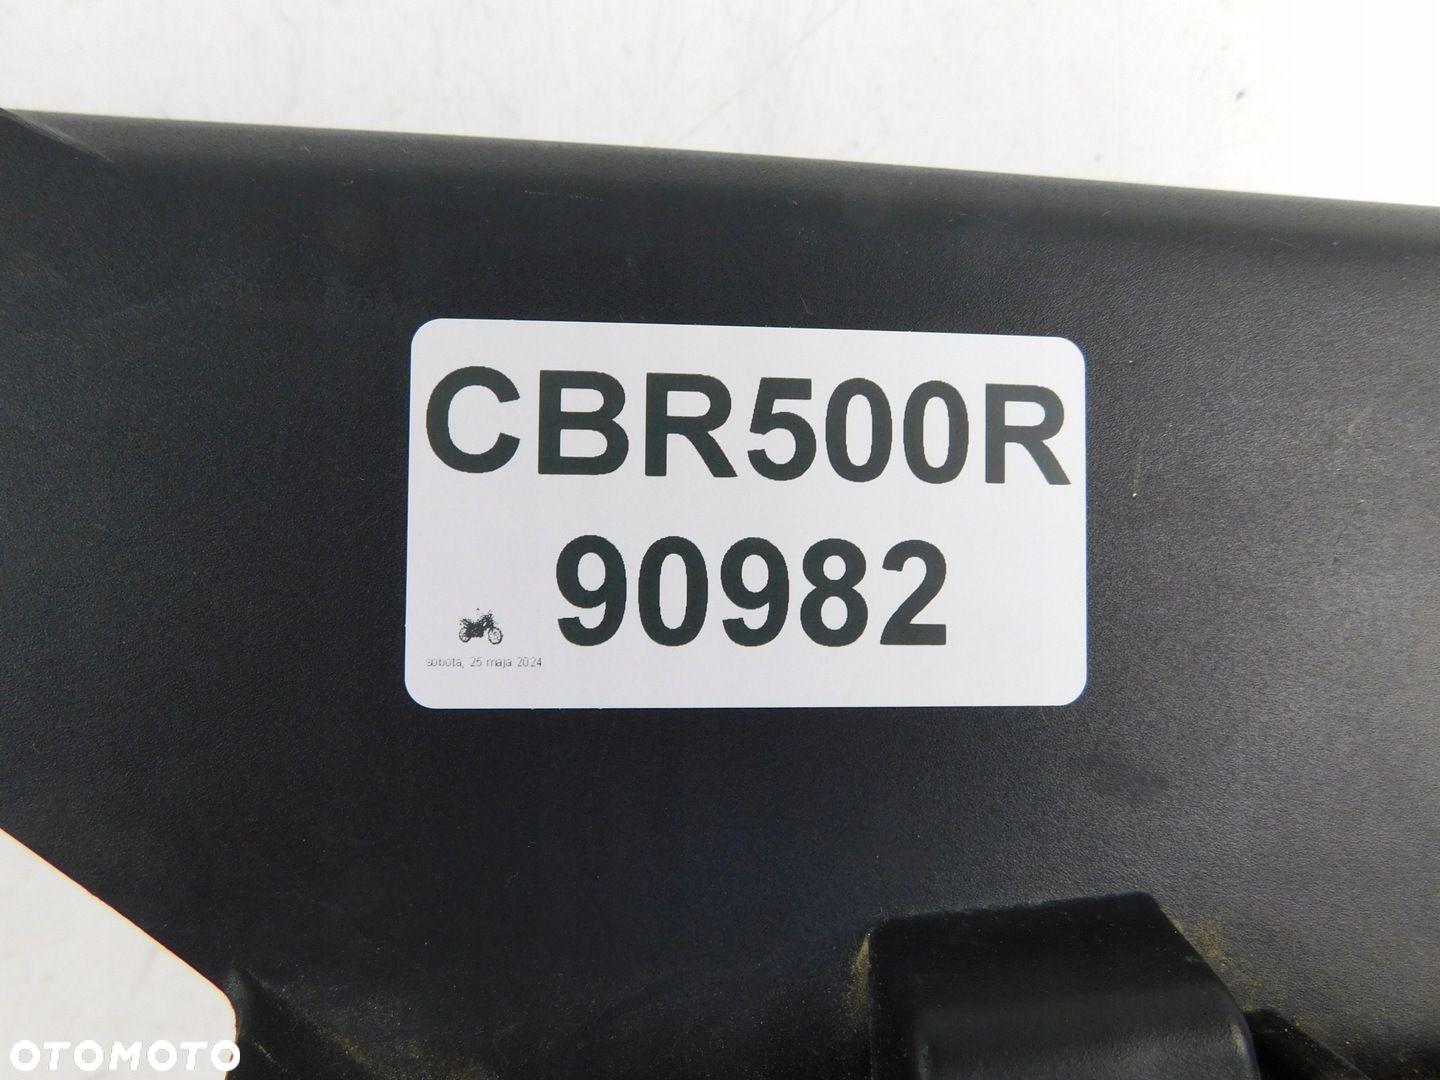 CBR500R
90982
sobota, 25 maja 2024
OTOMOTO